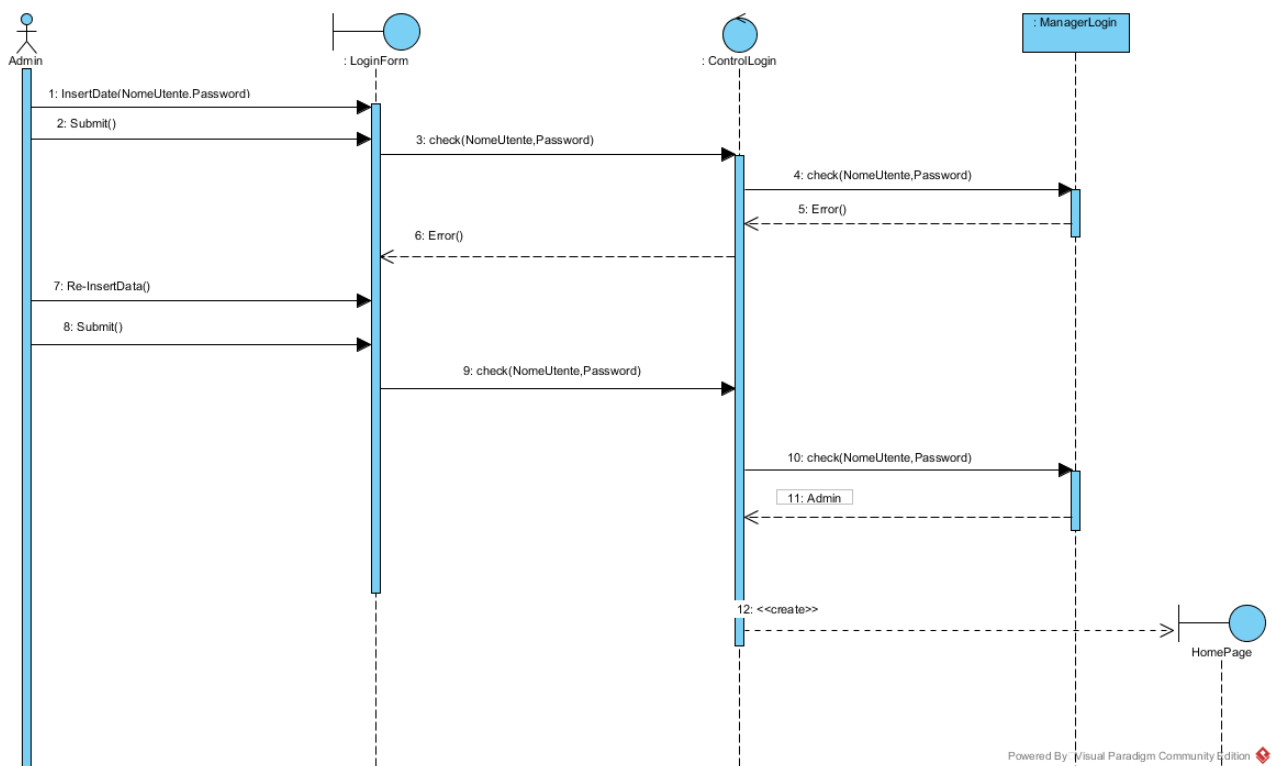 Admin
: LoginForm
: ControlLogin
: ManagerLogin
1: InsertDate(NomeUtente,Password)
2: Submit()
3: check(NomeUtente,Password)
4: check(NomeUtente,Password)
5: Error()
6: Error()
7: Re-InsertData()
8: Submit()
9: check(NomeUtente,Password)
10: check(NomeUtente,Password)
11: Admin
12: <<create>>
HomePage
Powered By Visual Paradigm Community Edition